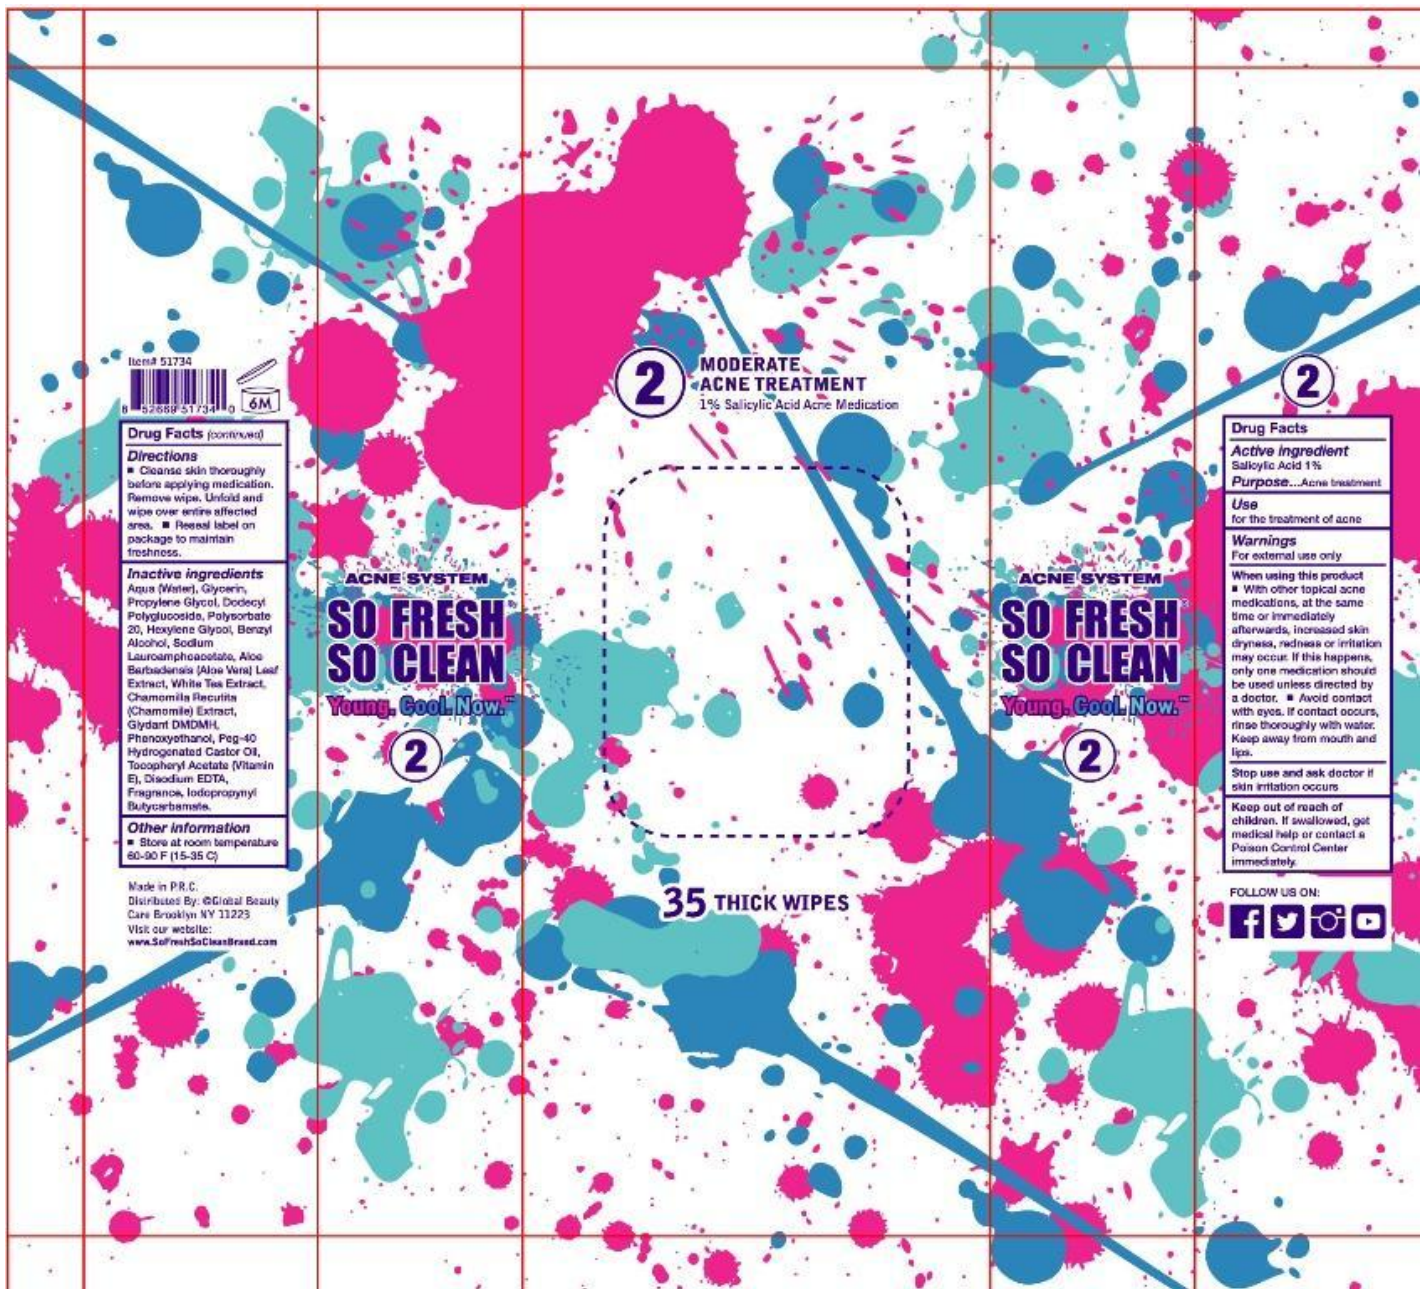 Item# 51734
8 52669 51734 0
6M
Drug Facts (continued)
Directions
▪ Cleanse skin thoroughly
before applying medication.
Remove wipe. Unfold and
wipe over entire affected
area. ▪ Reseal label on
package to maintain
freshness.
Inactive ingredients
Aqua (Water), Glycerin,
Propylene Glycol, Dodecyl
Polyglucoside, Polysorbate
20, Hexylene Glycol, Benzyl
Alcohol, Sodium
Lauroamphoacetate, Aloe
Barbadensis (Aloe Vera) Leaf
Extract, White Tea Extract,
Chamomilla Recutita
(Chamomile) Extract,
Glydant DMDMH,
Phenoxyethanol, Peg-40
Hydrogenated Castor Oil,
Tocopheryl Acetate (Vitamin
E), Disodium EDTA,
Fragrance, Iodopropynyl
Butycarbamate.
Other information
▪ Store at room temperature
60-90 F (15-35 C)
Made in P.R.C.
Distributed By: ©Global Beauty
Care Brooklyn NY 11223
Visit our website:
www.SoFreshSoCleanBrand.com
ACNE SYSTEM
SO FRESH
SO CLEAN
Young. Cool. Now.™
2
2
MODERATE
ACNE TREATMENT
1% Salicylic Acid Acne Medication
35 THICK WIPES
ACNE SYSTEM
SO FRESH
SO CLEAN
Young. Cool. Now.™
2
2
Drug Facts
Active ingredient
Salicylic Acid 1%
Purpose...Acne treatment
Use
for the treatment of acne
Warnings
For external use only
When using this product
▪ With other topical acne
medications, at the same
time or immediately
afterwards, increased skin
dryness, redness or irritation
may occur. If this happens,
only one medication should
be used unless directed by
a doctor. ▪ Avoid contact
with eyes. If contact occurs,
rinse thoroughly with water.
Keep away from mouth and
lips.
Stop use and ask doctor if
skin irritation occurs
Keep out of reach of
children. If swallowed, get
medical help or contact a
Poison Control Center
immediately.
FOLLOW US ON: